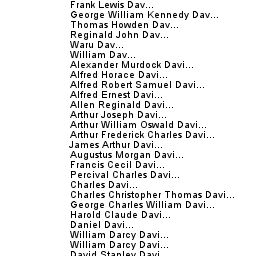 Frank Lewis Dav...
George William Kennedy Dav...
Thomas Howden Dav...
Reginald John Dav...
Waru Dav...
William Dav...
Alexander Murdock Davi...
Alfred Horace Davi...
Alfred Robert Samuel Davi...
Alfred Ernest Davi...
Allen Reginald Davi...
Arthur Joseph Davi...
Arthur William Oswald Davi...
Arthur Frederick Charles Davi...
James Arthur Davi...
Augustus Morgan Davi...
Francis Cecil Davi...
Percival Charles Davi...
Charles Davi...
Charles Christopher Thomas Davi...
George Charles William Davi...
Harold Claude Davi...
Daniel Davi...
William Darcy Davi...
William Darcy Davi...
David Stanley Davi...